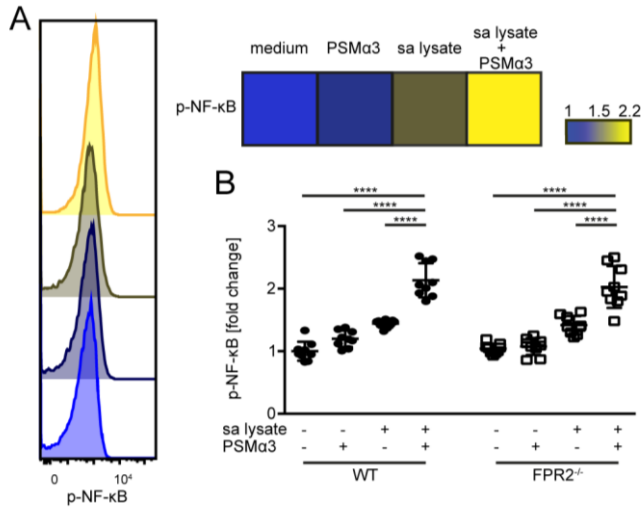 A
medium PSMα3 sa lysate sa lysate
+
PSMα3
p-NF-κB
1 1.5 2.2
0 10⁴
p-NF-κB
B
**** ****
**** ****
**** ****
3
2
1
0
p-NF-κB [fold change]
sa lysate - - + + - - + +
PSMα3 - + - + - + - +
WT FPR2-/-